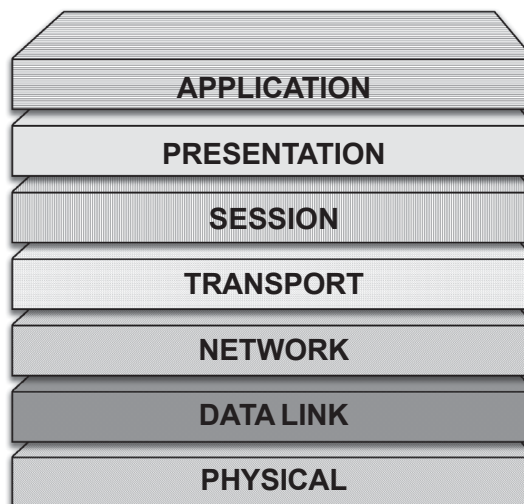 APPLICATION
PRESENTATION
SESSION
TRANSPORT
NETWORK
DATA LINK
PHYSICAL